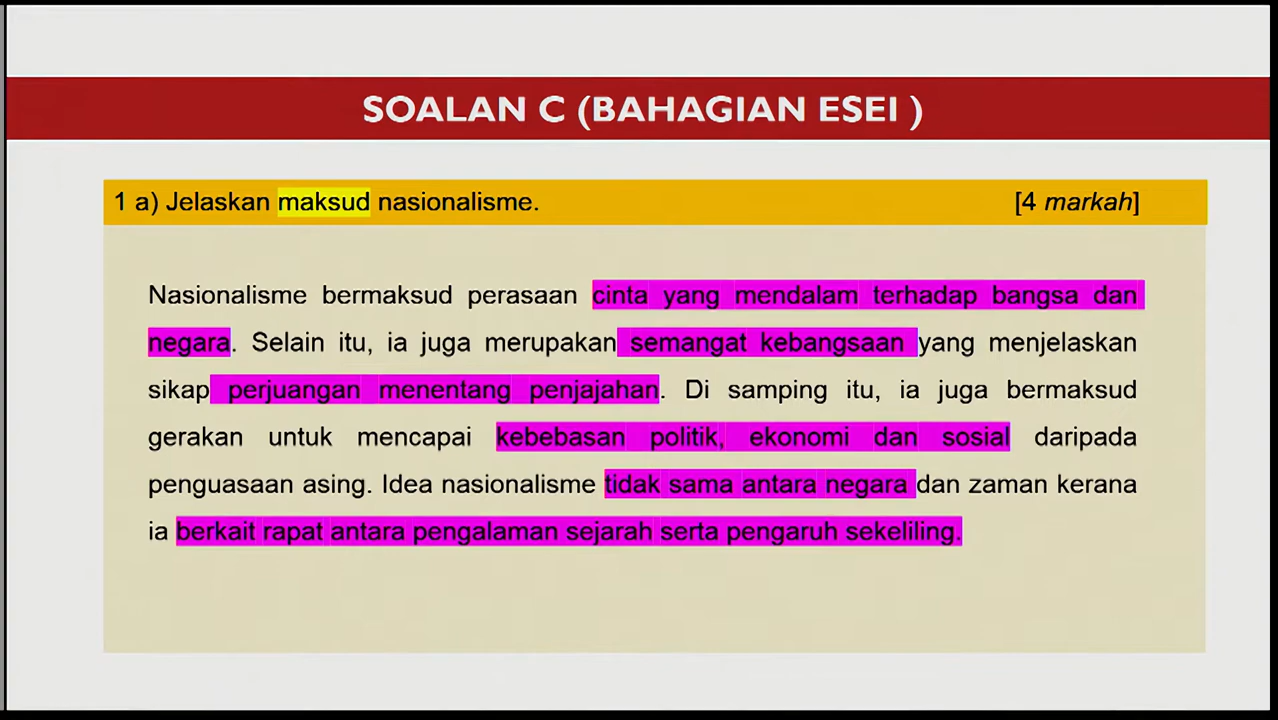 SOALAN C (BAHAGIAN ESEI )
1 a) Jelaskan maksud nasionalisme. [4 markah]
Nasionalisme bermaksud perasaan cinta yang mendalam terhadap bangsa dan
negara. Selain itu, ia juga merupakan semangat kebangsaan yang menjelaskan
sikap perjuangan menentang penjajahan. Di samping itu, ia juga bermaksud
gerakan untuk mencapai kebebasan politik, ekonomi dan sosial daripada
penguasaan asing. Idea nasionalisme tidak sama antara negara dan zaman kerana
ia berkait rapat antara pengalaman sejarah serta pengaruh sekeliling.